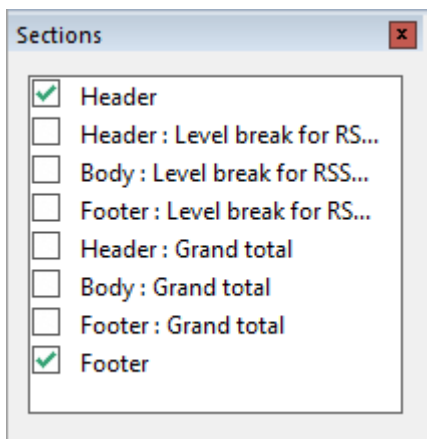 Sections
Header
Header : Level break for RS...
Body : Level break for RSS...
Footer : Level break for RS...
Header : Grand total
Body : Grand total
Footer : Grand total
Footer